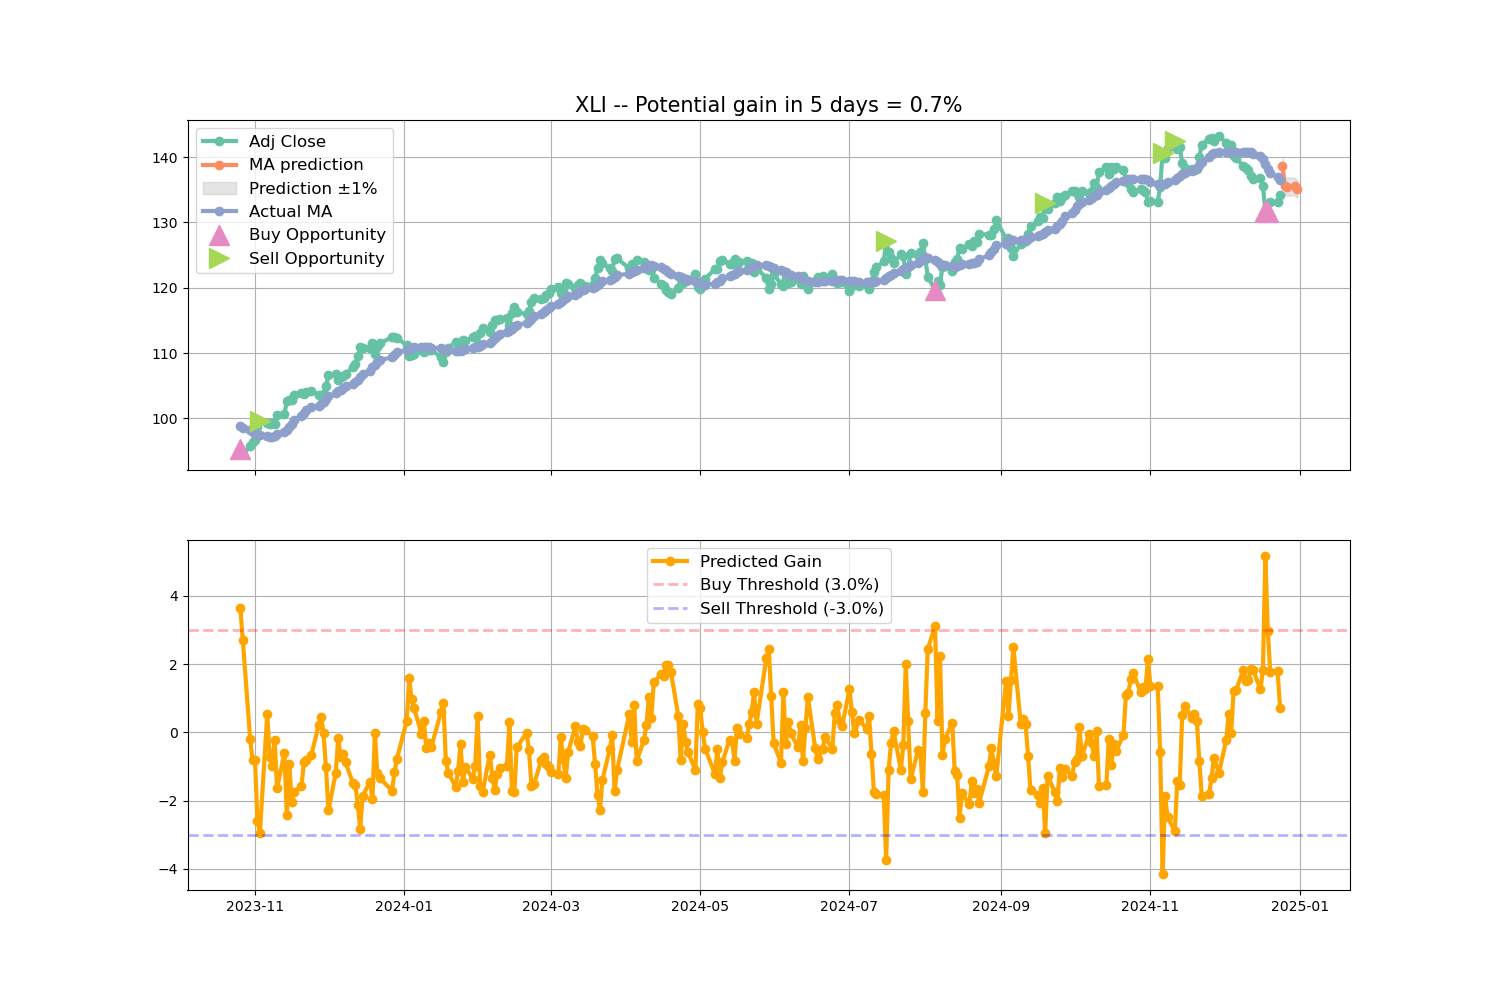 XLI -- Potential gain in 5 days = 0.7%
Adj Close
MA prediction
Prediction ±1%
Actual MA
Buy Opportunity
Sell Opportunity
140
130
120
110
100
Predicted Gain
Buy Threshold (3.0%)
Sell Threshold (-3.0%)
4
2
0
−2
−4
2023-11
2024-01
2024-03
2024-05
2024-07
2024-09
2024-11
2025-01